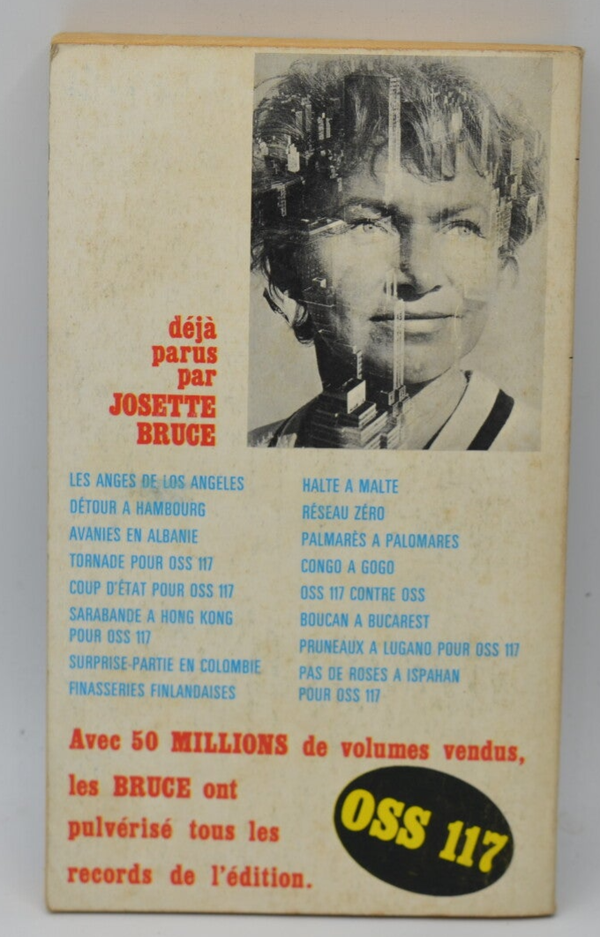 déjà
parus
par
JOSETTE
BRUCE
LES ANGES DE LOS ANGELES
DÉTOUR A HAMBOURG
AVANIES EN ALBANIE
TORNADE POUR OSS 117
COUP D'ÉTAT POUR OSS 117
SARABANDE A HONG KONG
POUR OSS 117
SURPRISE-PARTIE EN COLOMBIE
FINASSERIES FINLANDAISES
HALTE A MALTE
RÉSEAU ZÉRO
PALMARÈS A PALOMARES
CONGO A GOGO
OSS 117 CONTRE OSS
BOUCAN A BUCAREST
PRUNEAUX A LUGANO POUR OSS 117
PAS DE ROSES A ISPAHAN
POUR OSS 117
Avec 50 MILLIONS de volumes vendus,
les BRUCE ont
pulvérisé tous les
records de l'édition.
OSS 117